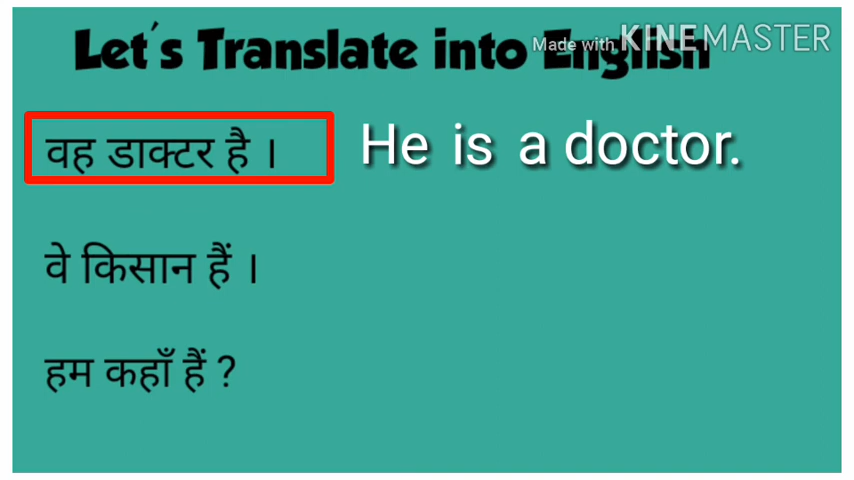 Let's Translate into English
Made with KINEMASTER
वह डाक्टर है । He is a doctor.
वे किसान हैं ।
हम कहाँ हैं ?